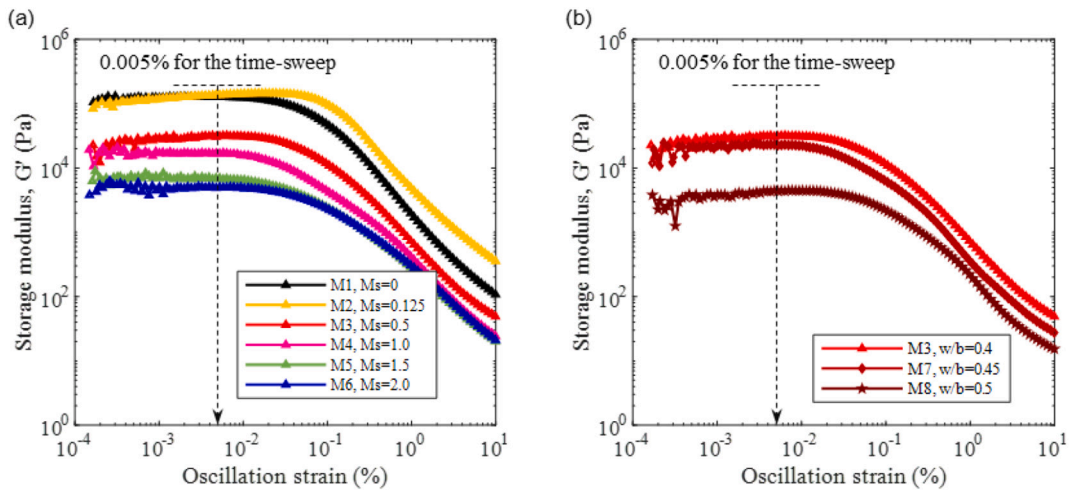 (a)
10^6
0.005% for the time-sweep
10^4
10^2
10^0
Storage modulus, G' (Pa)
M1, Ms=0
M2, Ms=0.125
M3, Ms=0.5
M4, Ms=1.0
M5, Ms=1.5
M6, Ms=2.0
10^-4 10^-3 10^-2 10^-1 10^0 10^1
Oscillation strain (%)
(b)
10^6
0.005% for the time-sweep
10^4
10^2
10^0
Storage modulus, G' (Pa)
M3, w/b=0.4
M7, w/b=0.45
M8, w/b=0.5
10^-4 10^-3 10^-2 10^-1 10^0 10^1
Oscillation strain (%)